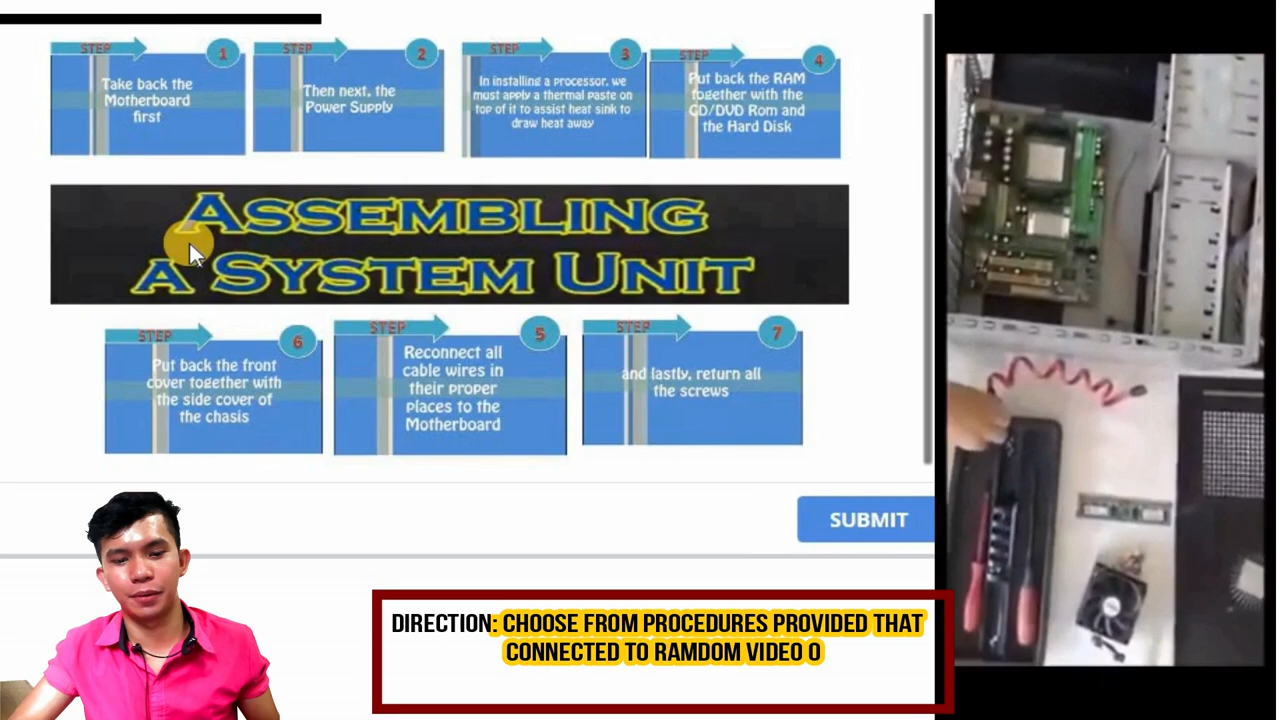 STEP 1
Take back the
Motherboard
first
STEP 2
Then next, the
Power Supply
STEP 3
In installing a processor, we
must apply a thermal paste on
top of it to assist heat sink to
draw heat away
STEP 4
Put back the RAM
together with the
CD/DVD Rom and
the Hard Disk
ASSEMBLING
A SYSTEM UNIT
STEP 6
Put back the front
cover together with
the side cover of
the chasis
STEP 5
Reconnect all
cable wires in
their proper
places to the
Motherboard
STEP 7
and lastly, return all
the screws
SUBMIT
DIRECTION: CHOOSE FROM PROCEDURES PROVIDED THAT
CONNECTED TO RAMDOM VIDEO O